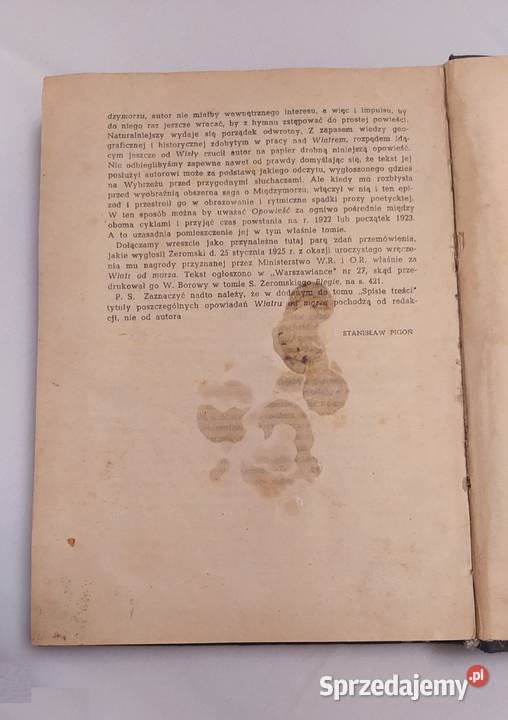 dzymorzu, autor nie miałby wewnętrznego interesu, a więc i impulsu, by
do niego raz jeszcze wracać, by z hymnu zstępować do prostej powieści.
Naturalniejszy wydaje się porządek odwrotny. Z zapasem wiedzy geo-
graficznej i historycznej zdobytym w pracy nad Wiatrem, rozpędem idą-
cym jeszcze od Wisły rzucił autor na papier drobną niniejszą opowieść.
Nie odbieglibyśmy zapewne nawet od prawdy domyślając się, że tekst jej
posłużył autorowi może za podstawę jakiego odczytu, wygłoszonego gdzieś
na Wybrzeżu przed przygodnymi słuchaczami. Ale kiedy mu rozbłysła
przed wyobraźnią obszerna saga o Międzymorzu, włączył w nią i ten epi-
zod i przestroił go w obrazowanie i rytmiczne spadki prozy poetyckiej.
W ten sposób można by uważać Opowieść za ogniwo pośrednie między
oboma cyklami i przyjąć czas powstania na r. 1922 lub początek 1923.
A to uzasadnia pomieszczenie jej w tym właśnie tomie.
Dołączamy wreszcie jako przynależne tutaj parę zdań przemówienia,
jakie wygłosił Żeromski d. 25 stycznia 1925 r. z okazji uroczystego wręcze-
nia mu nagrody przyznanej przez Ministerstwo W.R. i O.R. właśnie za
Wiatr od morza. Tekst ogłoszono w „Warszawiance" nr 27, skąd prze-
drukował go W. Borowy w tomie S. Żeromskiego Elegie, na s. 421.
P. S. Zaznaczyć nadto należy, że w dodanym do tomu „Spisie treści"
tytuły poszczególnych opowiadań Wiatru od morza pochodzą od redak-
cji, nie od autora
STANISŁAW PIGOŃ
Sprzedajemy.pl